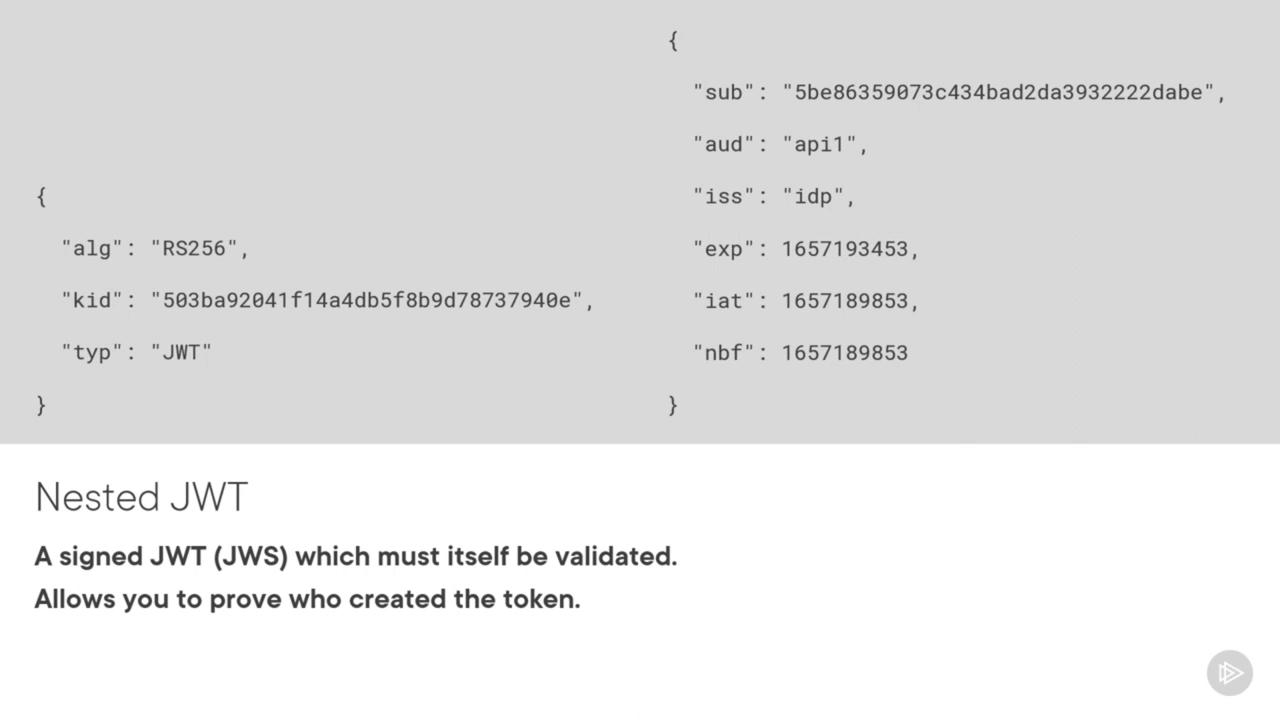 {
"alg": "RS256",
"kid": "503ba92041f14a4db5f8b9d78737940e",
"typ": "JWT"
}
{
"sub": "5be86359073c434bad2da3932222dabe",
"aud": "api1",
"iss": "idp",
"exp": 1657193453,
"iat": 1657189853,
"nbf": 1657189853
}
Nested JWT
A signed JWT (JWS) which must itself be validated.
Allows you to prove who created the token.